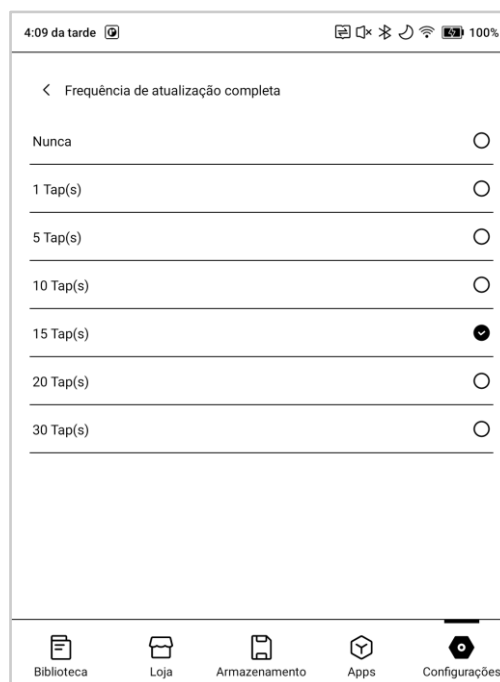 4:09 da tarde 100%
Frequência de atualização completa
Nunca
1 Tap(s)
5 Tap(s)
10 Tap(s)
15 Tap(s)
20 Tap(s)
30 Tap(s)
Biblioteca Loja Armazenamento Apps Configurações